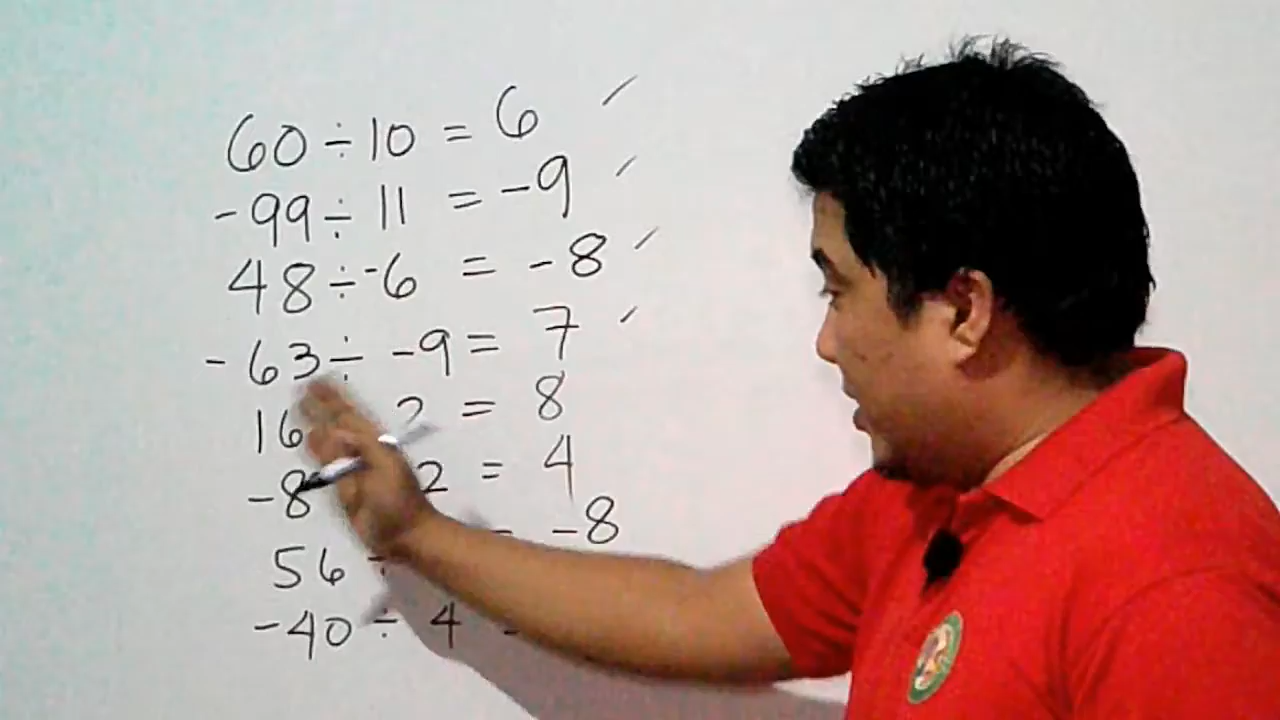 60 ÷ 10 = 6
-99 ÷ 11 = -9
48 ÷ -6 = -8
-63 ÷ -9 = 7
16 2 = 8
-8 2 = 4
56 ÷ = -8
-40 ÷ 4